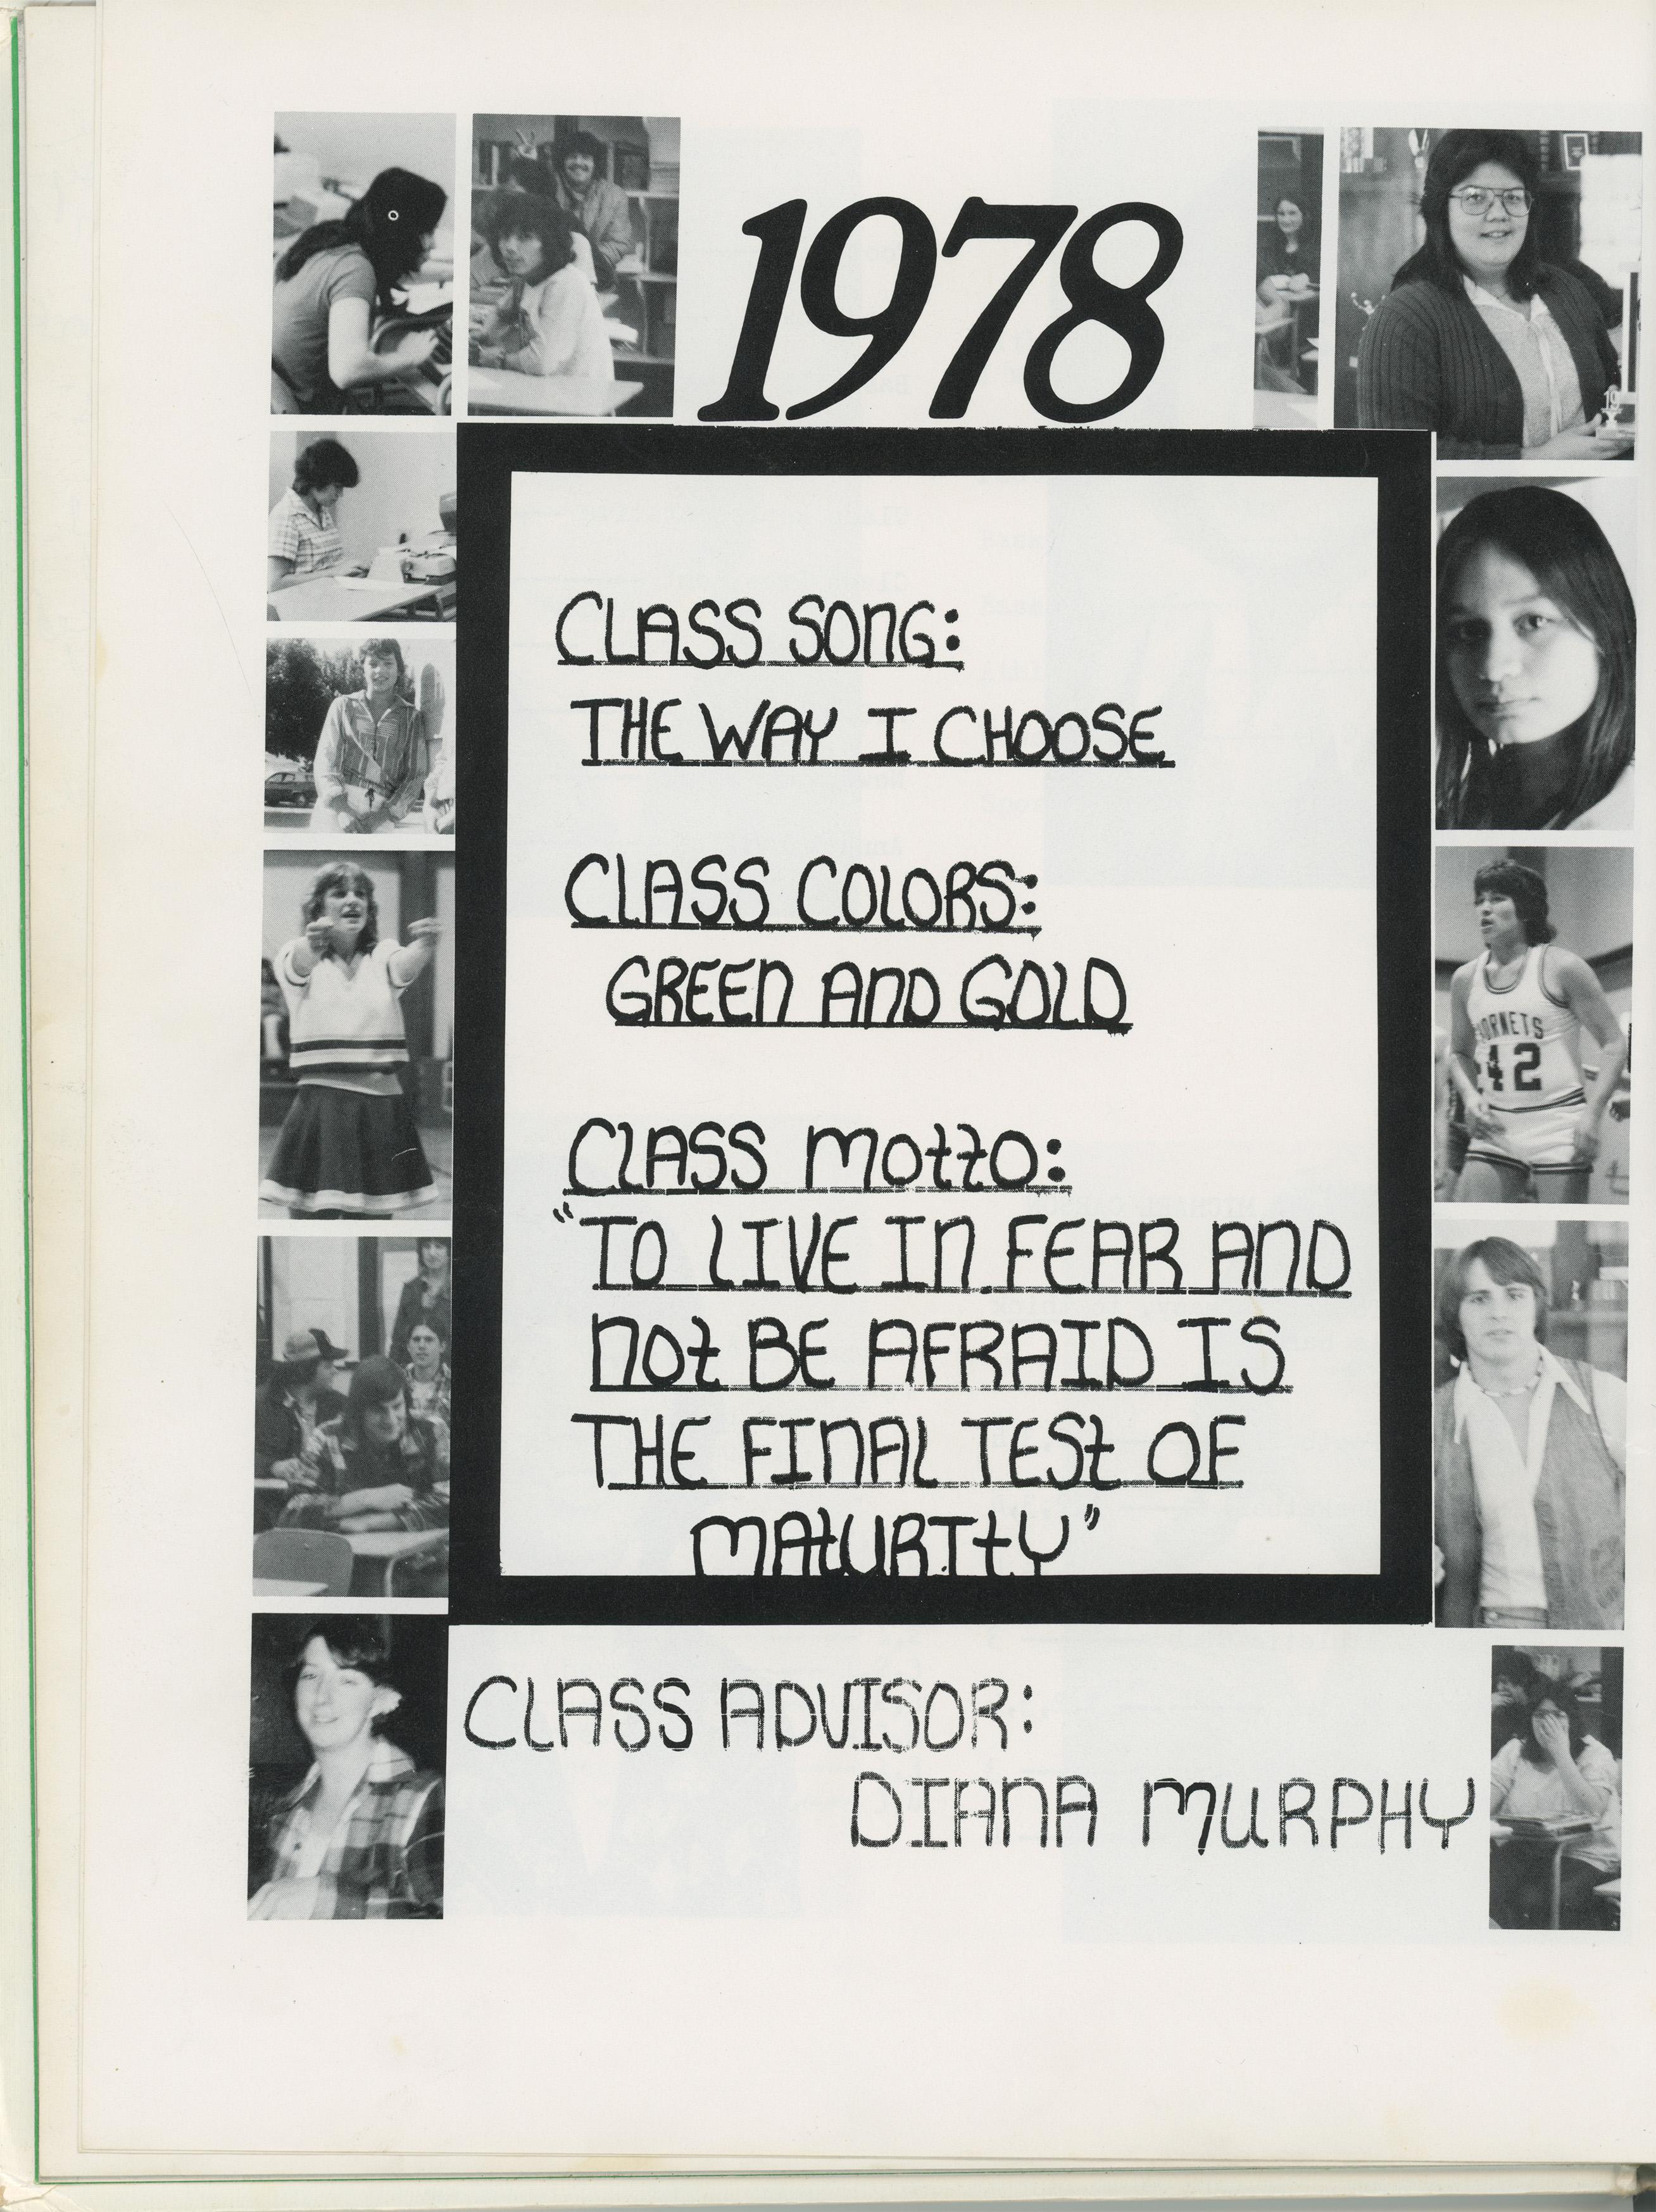 1978
CLASS SONG:
THE WAY I CHOOSE
CLASS COLORS:
GREEN AND GOLD
CLASS MOTTO:
"TO LIVE IN FEAR AND
NOT BE AFRAID IS
THE FINAL TEST OF
MATURITY"
CLASS ADVISOR:
DIANA MURPHY
HORNETS
42
19